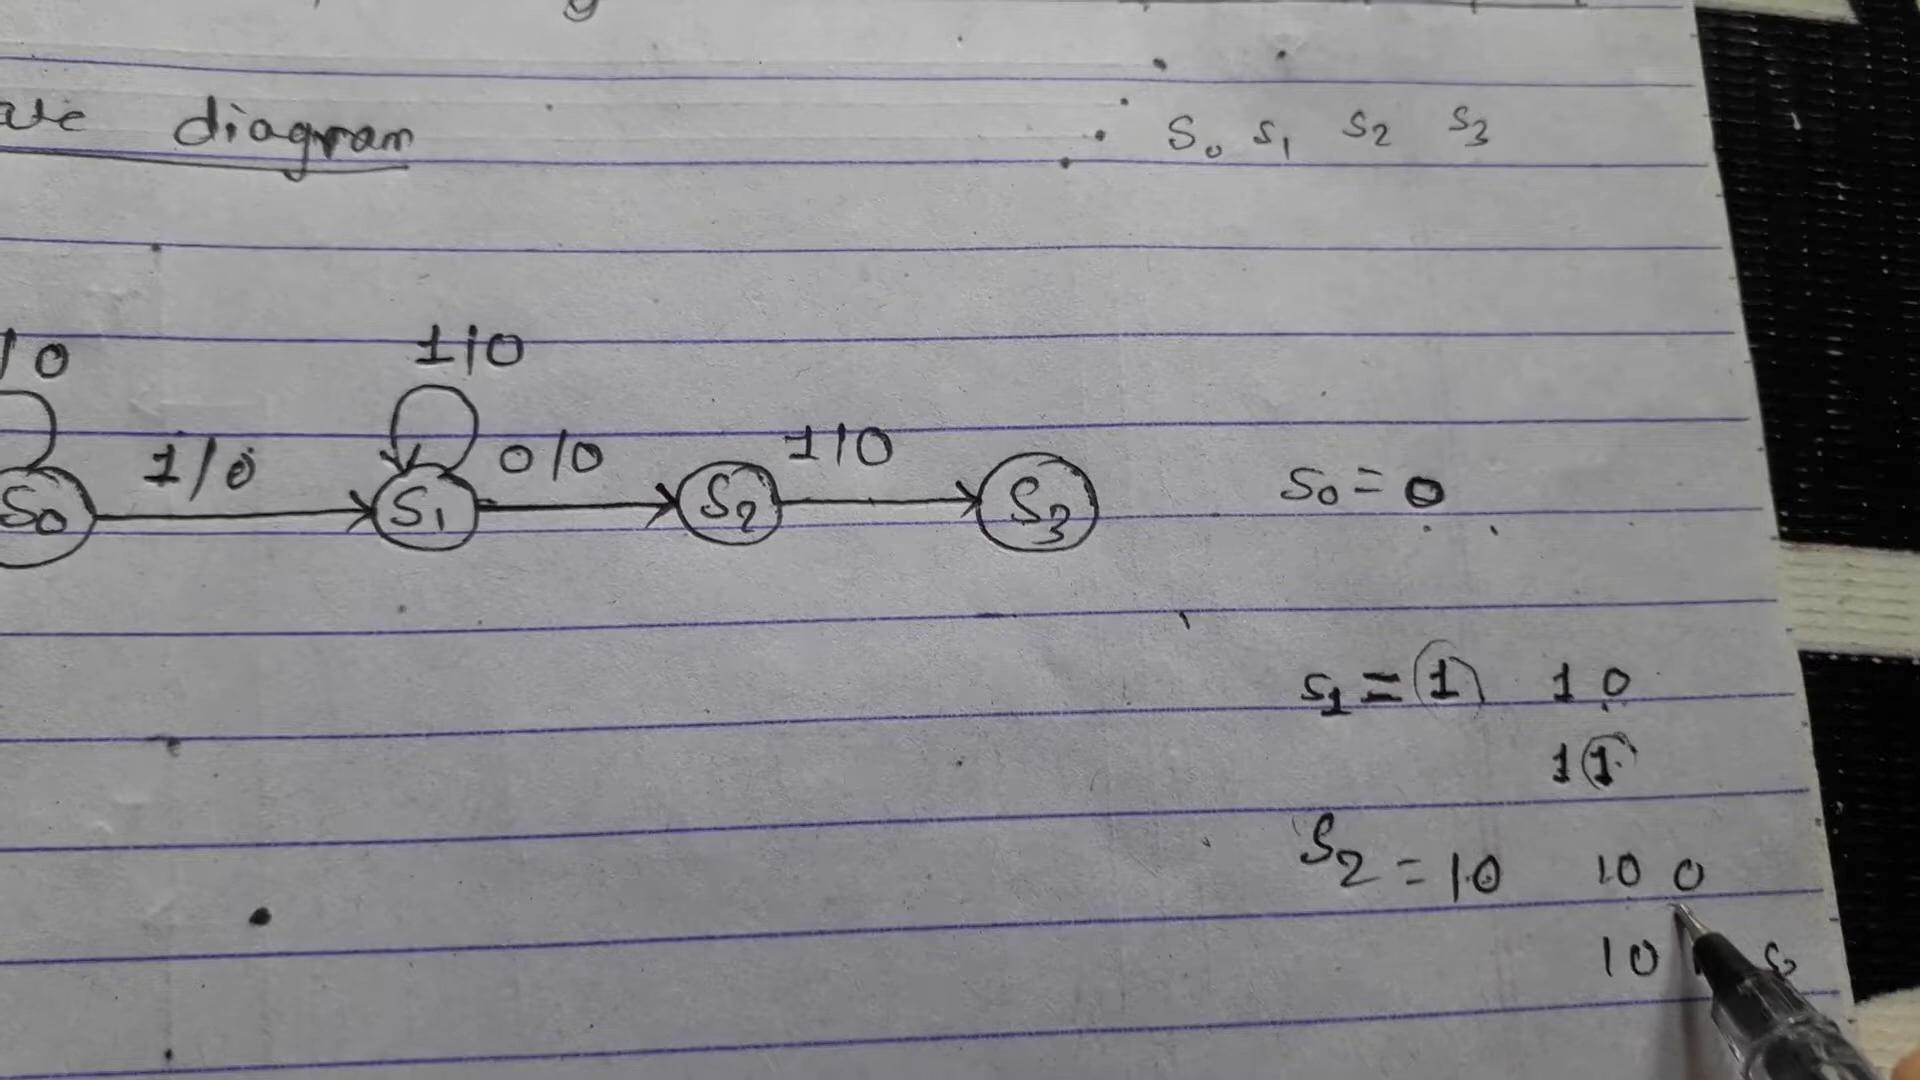 diagram
S0 S1 S2 S3
/0
1/0
1/0
0/0
1/0
S0
S1
S2
S3
S0 = 0
S1 = 1 1 0
1 1
S2 = 10 10 0
10